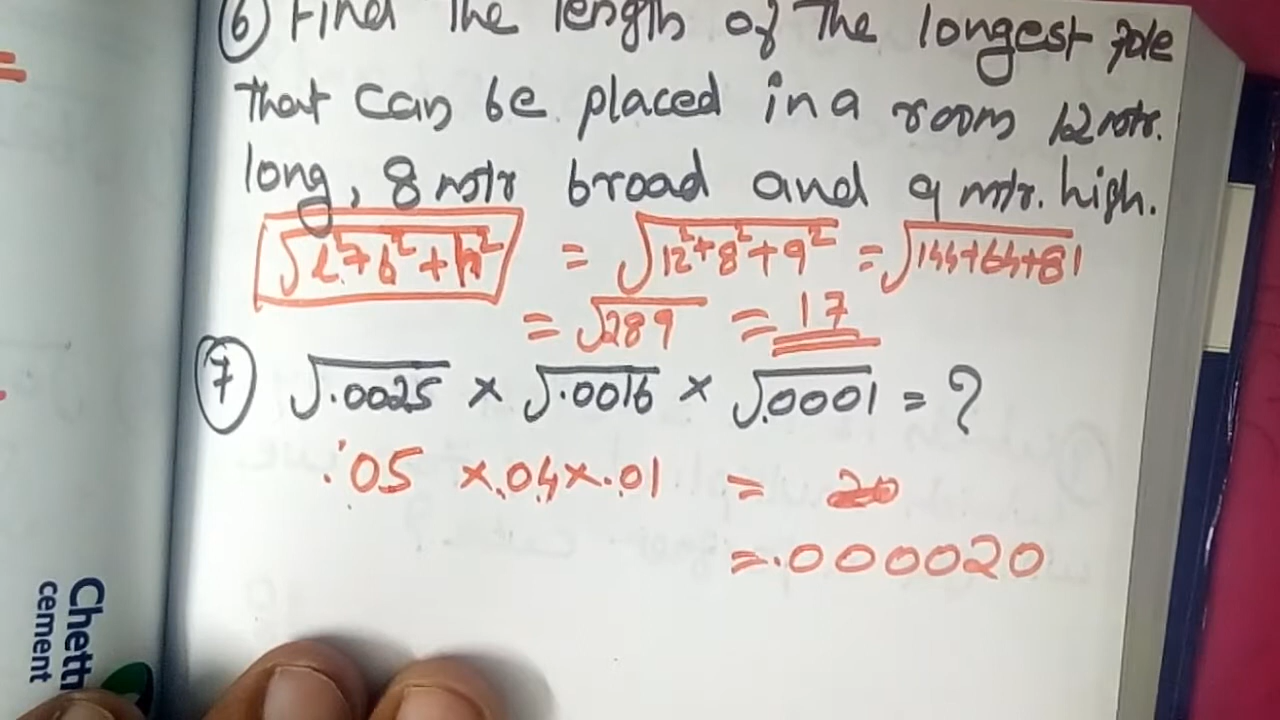 6 Find the length of the longest pole
that can be placed in a room 12 mtr.
long, 8 mtr broad and 9 mtr. high.
√l²+b²+h² = √12²+8²+9² = √144+64+81
= √289 = 17
7 √.0025 × √.0016 × √.0001 = ?
.05 × .04 × .01 = 20
= .000020
Chett
cement